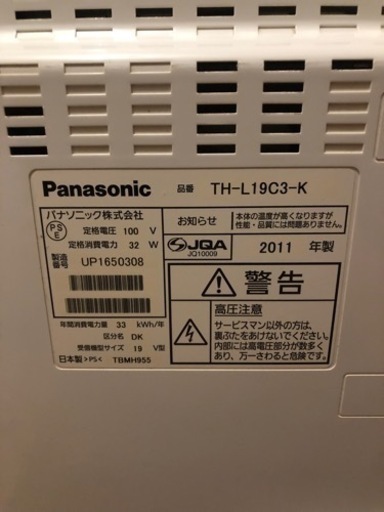 Panasonic 品番 TH-L19C3-K
パナソニック株式会社
PS
E
定格電圧 100 V
定格消費電力 32 W
製造番号 UP1650308
年間消費電力量 33 kWh/年
区分名 DK
受信機型サイズ 19 V型
日本製 >PS< TBMH955
お知らせ
本体の温度が高くなりますが
性能・品質には問題ありません。
JQA
JQ10009
2011 年製
警告
高圧注意
サービスマン以外の方は、
裏ぶたをあけないでください。
内部には高電圧部分が数多く
あり、万一さわると危険です。